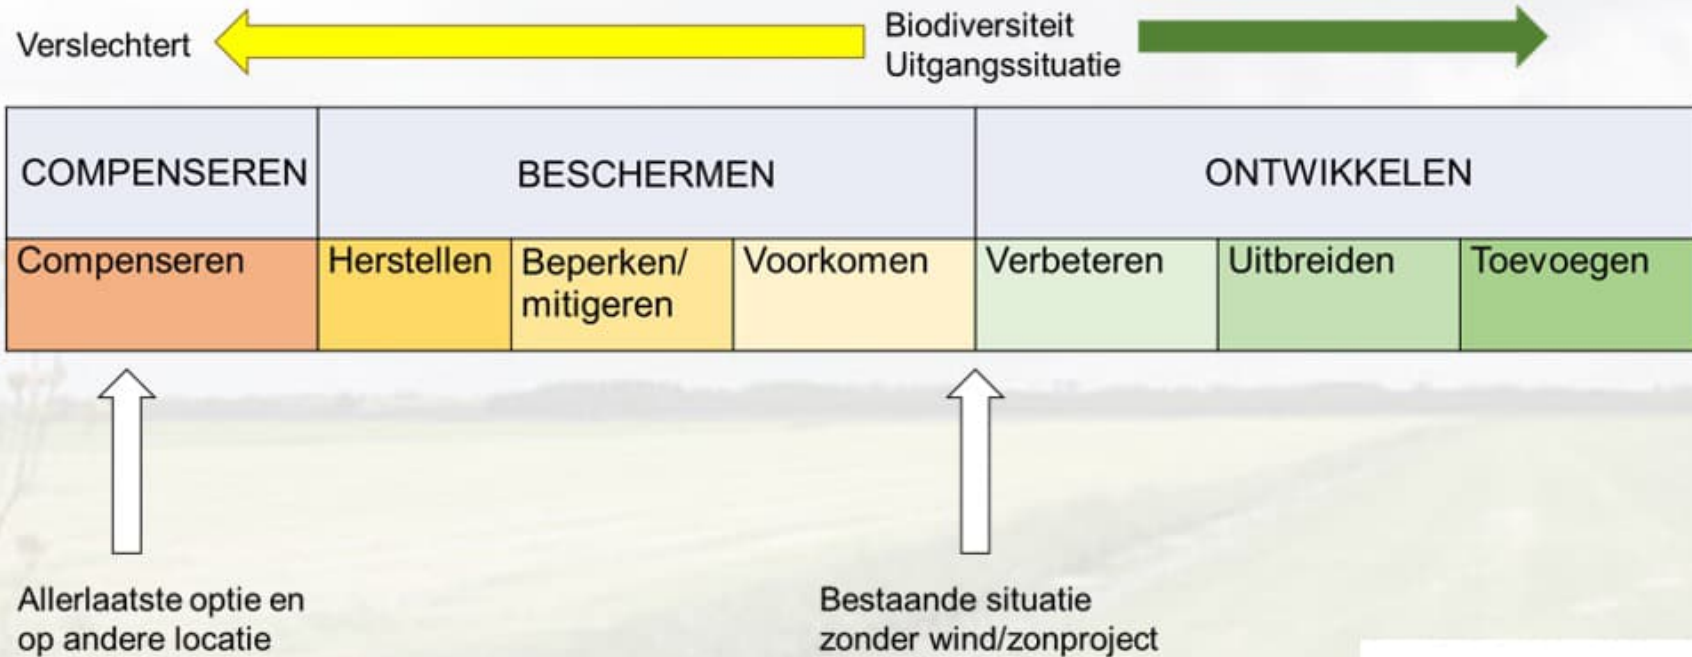 Verslechtert
Biodiversiteit
Uitgangssituatie
COMPENSEREN
BESCHERMEN
ONTWIKKELEN
Compenseren
Herstellen
Beperken/
mitigeren
Voorkomen
Verbeteren
Uitbreiden
Toevoegen
Allerlaatste optie en
op andere locatie
Bestaande situatie
zonder wind/zonproject